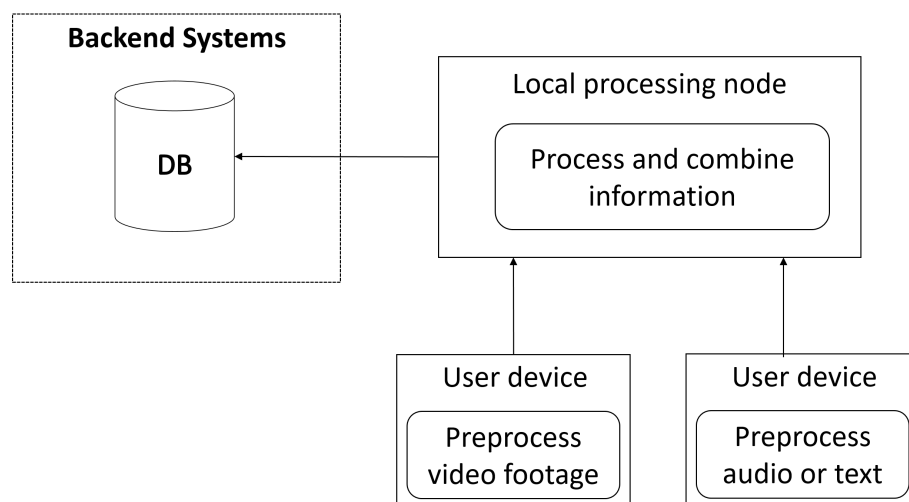 Backend Systems
DB
Local processing node
Process and combine
information
User device
Preprocess
video footage
User device
Preprocess
audio or text